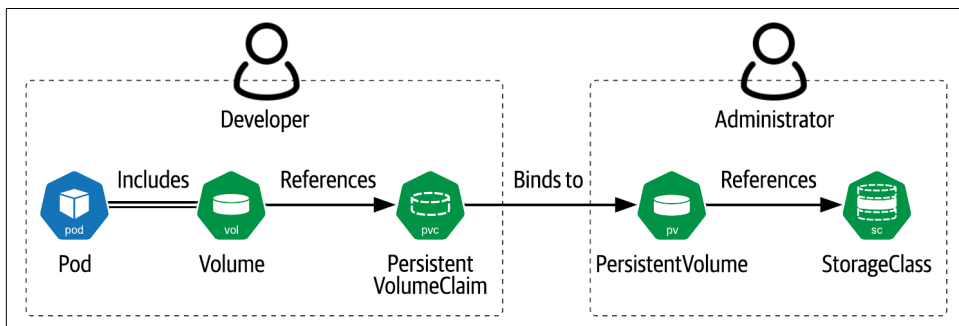 Developer
Administrator
Includes
References
Binds to
References
pod
vol
pvc
pv
sc
Pod
Volume
Persistent
VolumeClaim
PersistentVolume
StorageClass